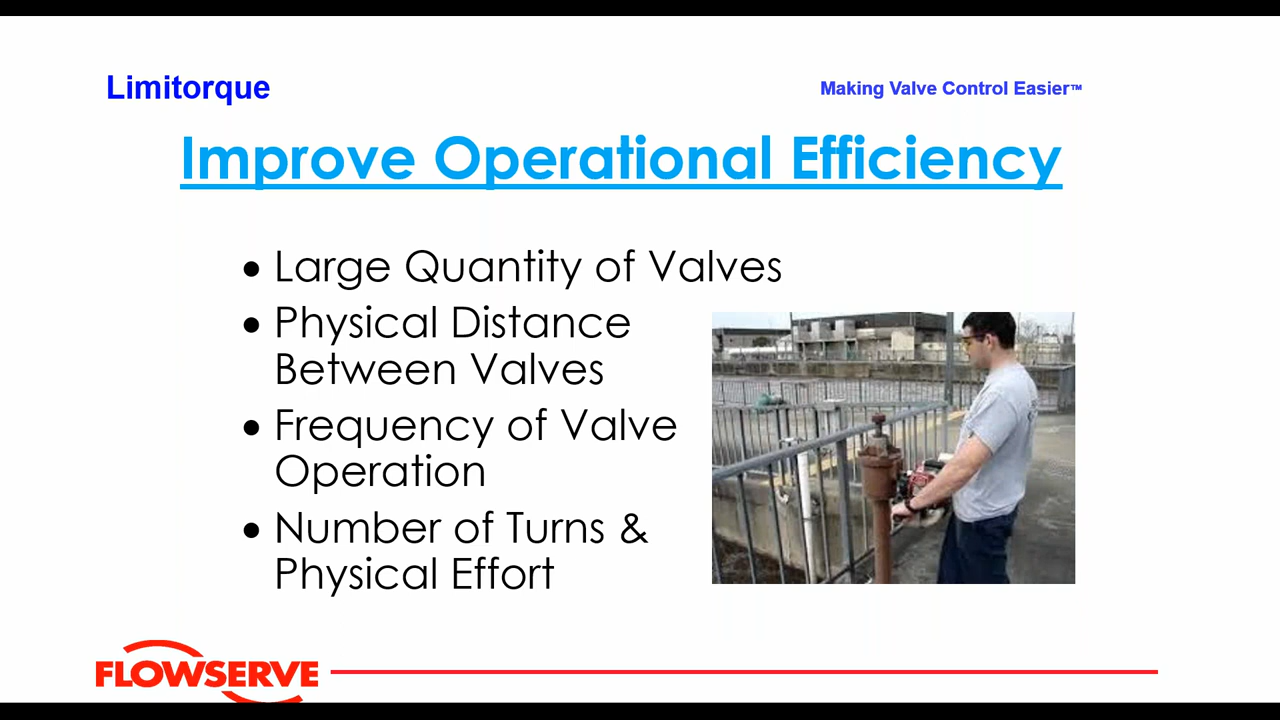 Limitorque
Making Valve Control Easier™
Improve Operational Efficiency
• Large Quantity of Valves
• Physical Distance
Between Valves
• Frequency of Valve
Operation
• Number of Turns &
Physical Effort
FLOWSERVE